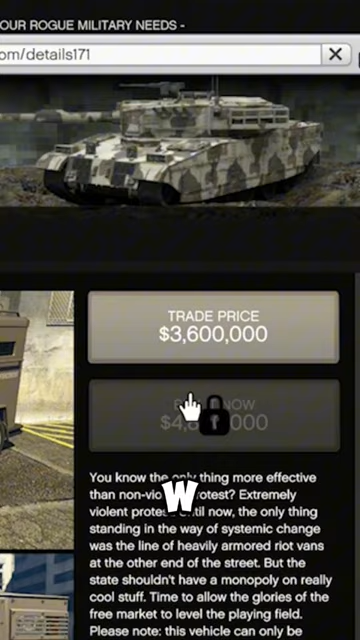 OUR ROGUE MILITARY NEEDS -
om/details171
TRADE PRICE
$3,600,000
NOW
You know the only thing more effective
than non-vio
rotest? Extremely
W
violent protes
ntil now, the only thing
standing in the way of systemic change
was the line of heavily armored riot vans
at the other end of the street. But the
state shouldn't have a monopoly on really
cool stuff. Time to allow the glories of the
free market to level the playing field.
Please note: this vehicle can only be